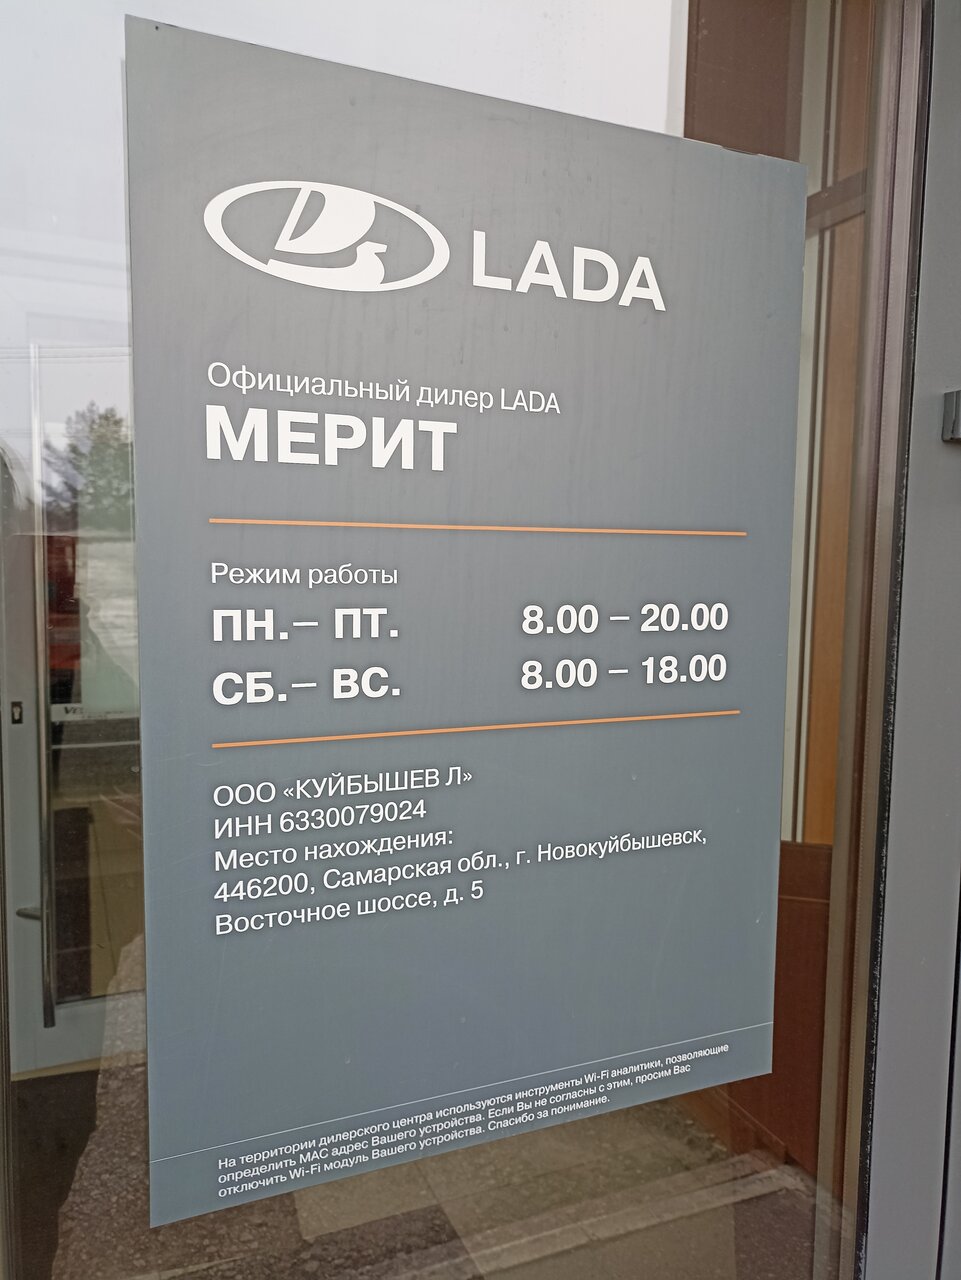 LADA
Официальный дилер LADA
МЕРИТ
Режим работы
ПН.– ПТ. 8.00 – 20.00
СБ.– ВС. 8.00 – 18.00
ООО «КУЙБЫШЕВ Л»
ИНН 6330079024
Место нахождения:
446200, Самарская обл., г. Новокуйбышевск,
Восточное шоссе, д. 5
На территории дилерского центра используются инструменты Wi-Fi аналитики, позволяющие
определить MAC адрес Вашего устройства. Если Вы не согласны с этим, просим Вас
отключить Wi-Fi модуль Вашего устройства. Спасибо за понимание.